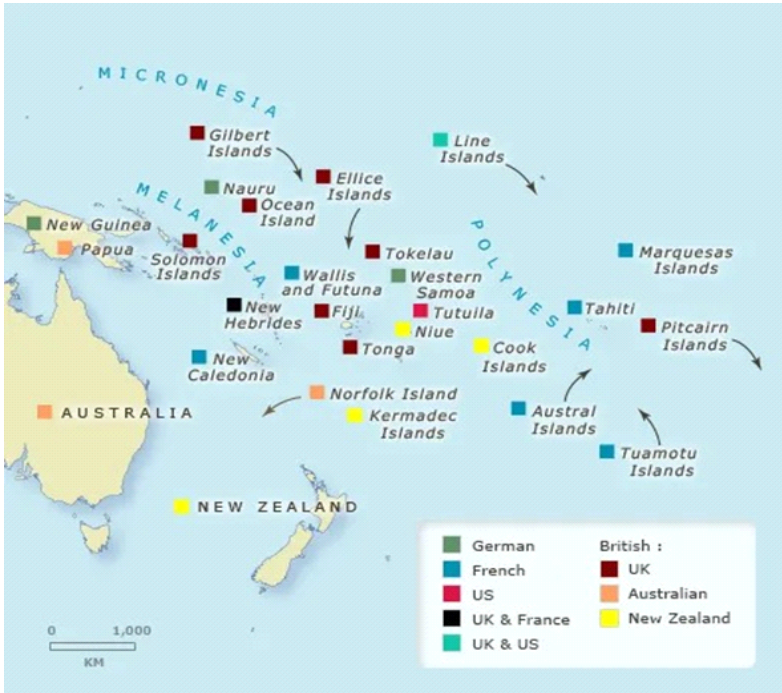 MICRONESIA
Gilbert
Islands
Line
Islands
Ellice
Islands
Nauru
Ocean
Island
MELANESIA
New Guinea
Papua
Solomon
Islands
Tokelau
POLYNESIA
Marquesas
Islands
Wallis
and Futuna
Western
Samoa
New
Hebrides
Fiji
Tutuila
Niue
Tahiti
Pitcairn
Islands
Tonga
Cook
Islands
New
Caledonia
Norfolk Island
Kermadec
Islands
Austral
Islands
Tuamotu
Islands
AUSTRALIA
NEW ZEALAND
German
French
US
UK & France
UK & US
British :
UK
Australian
New Zealand
0 1,000
KM